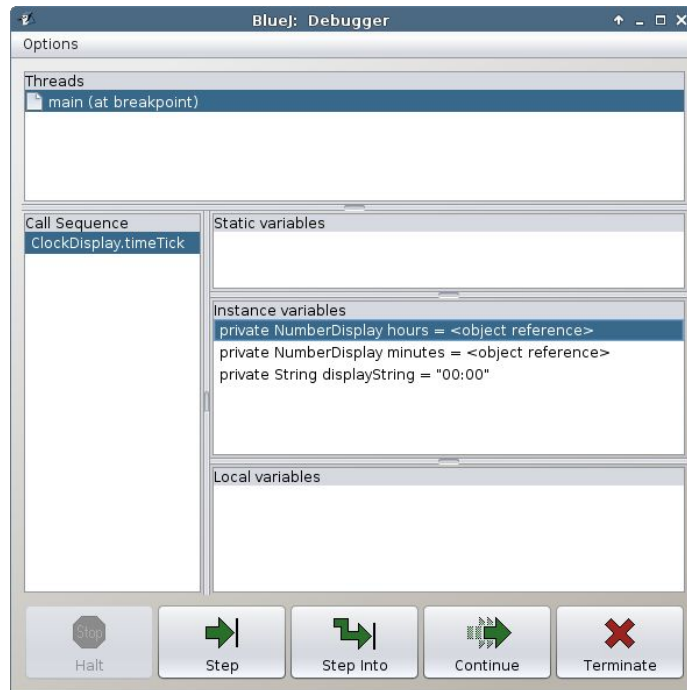 BlueJ: Debugger
Options
Threads
main (at breakpoint)
Call Sequence
ClockDisplay.timeTick
Static variables
Instance variables
private NumberDisplay hours = <object reference>
private NumberDisplay minutes = <object reference>
private String displayString = "00:00"
Local variables
Stop
Halt
Step
Step Into
Continue
Terminate